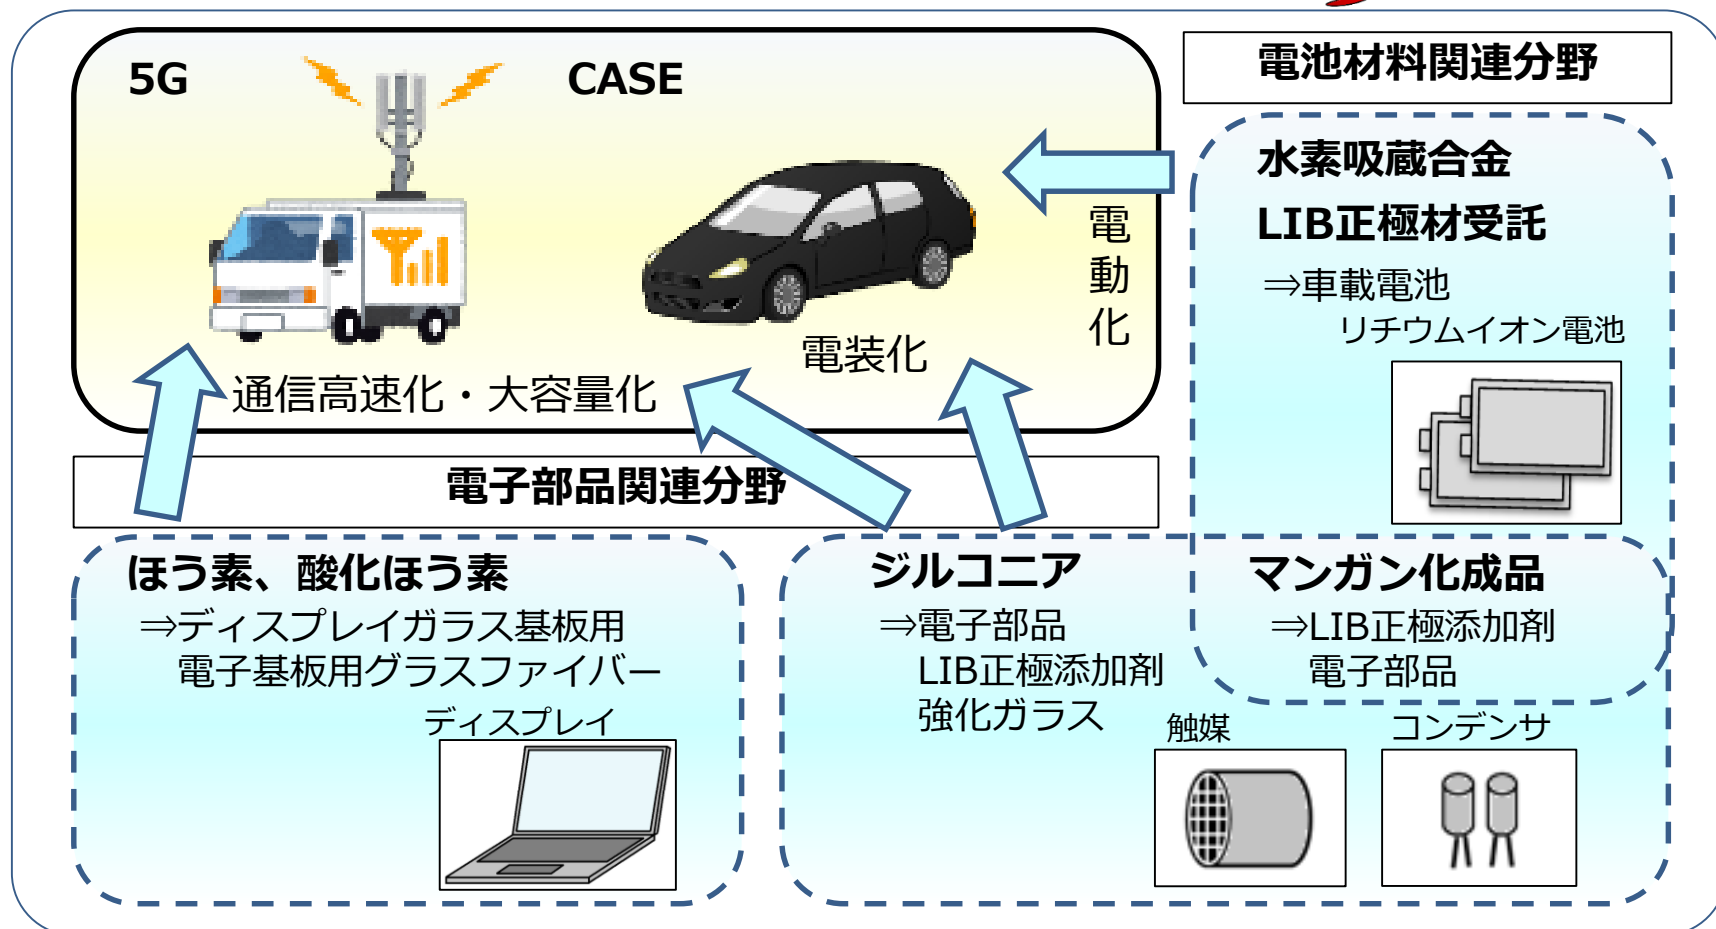 5G
CASE
電池材料関連分野
水素吸蔵合金
LIB正極材受託
⇒車載電池
リチウムイオン電池
電動化
電装化
通信高速化・大容量化
電子部品関連分野
ほう素、酸化ほう素
⇒ディスプレイガラス基板用
電子基板用グラスファイバー
ディスプレイ
ジルコニア
⇒電子部品
LIB正極添加剤
強化ガラス
マンガン化成品
⇒LIB正極添加剤
電子部品
触媒
コンデンサ